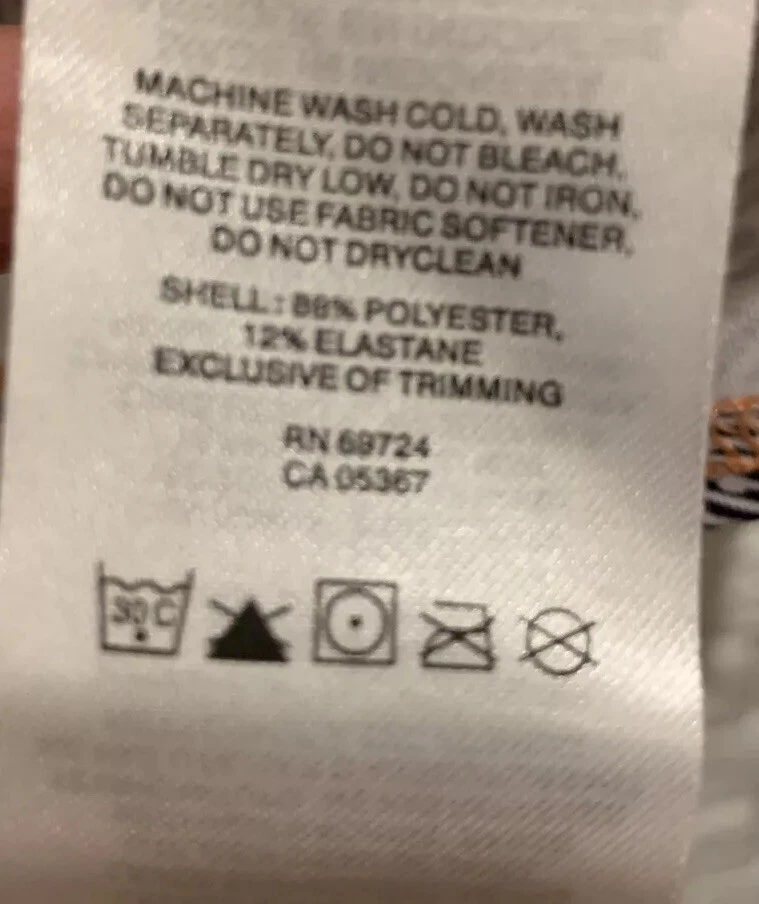 MACHINE WASH COLD, WASH
SEPARATELY, DO NOT BLEACH,
TUMBLE DRY LOW, DO NOT IRON,
DO NOT USE FABRIC SOFTENER,
DO NOT DRYCLEAN
SHELL: 88% POLYESTER,
12% ELASTANE
EXCLUSIVE OF TRIMMING
RN 69724
CA 05367
30 C